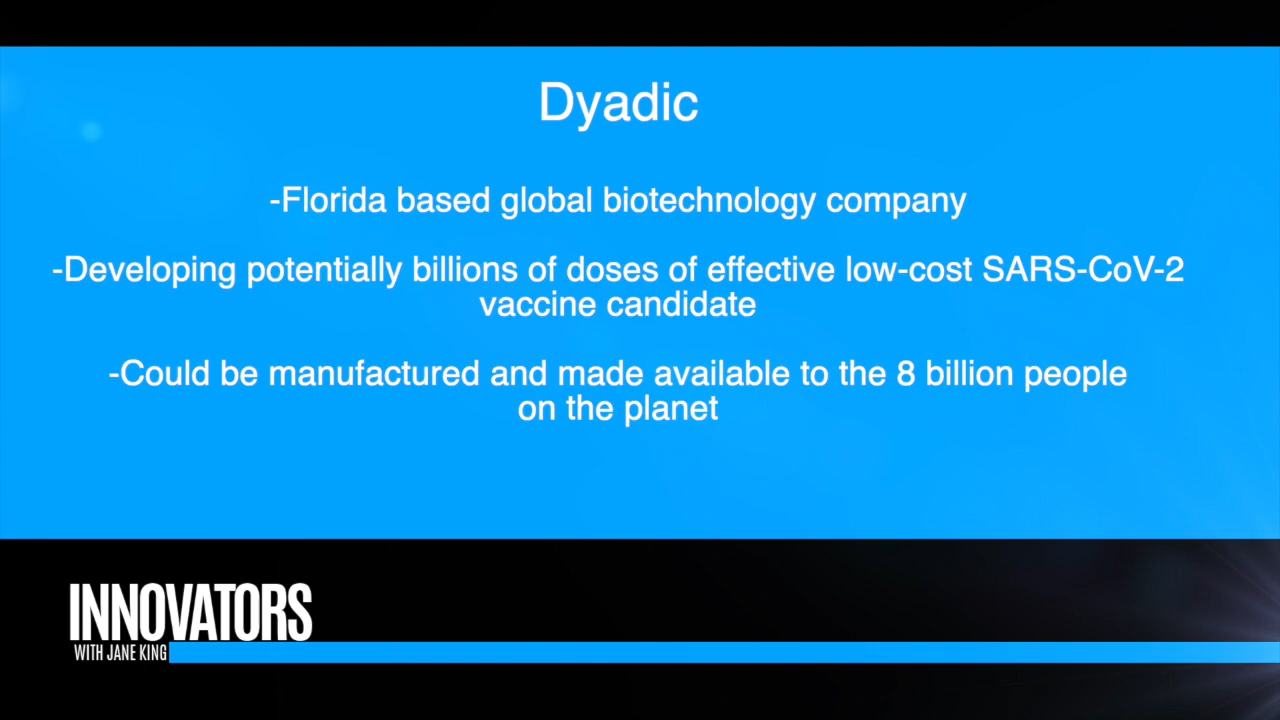 Dyadic
-Florida based global biotechnology company
-Developing potentially billions of doses of effective low-cost SARS-CoV-2
vaccine candidate
-Could be manufactured and made available to the 8 billion people
on the planet
INNOVATORS
WITH JANE KING